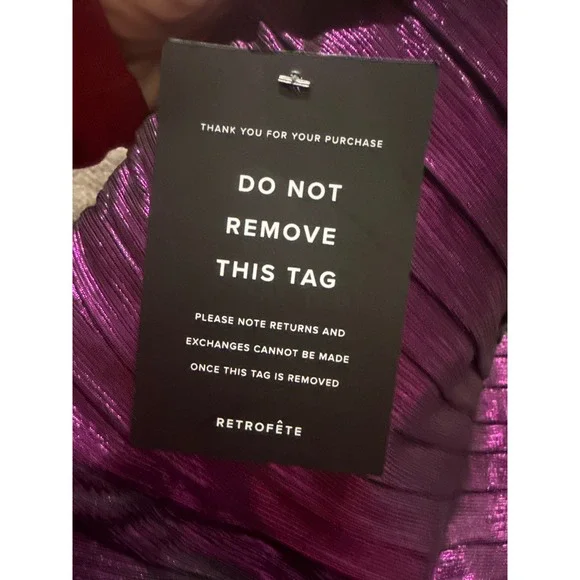 THANK YOU FOR YOUR PURCHASE
DO NOT
REMOVE
THIS TAG
PLEASE NOTE RETURNS AND
EXCHANGES CANNOT BE MADE
ONCE THIS TAG IS REMOVED
RETROFÊTE